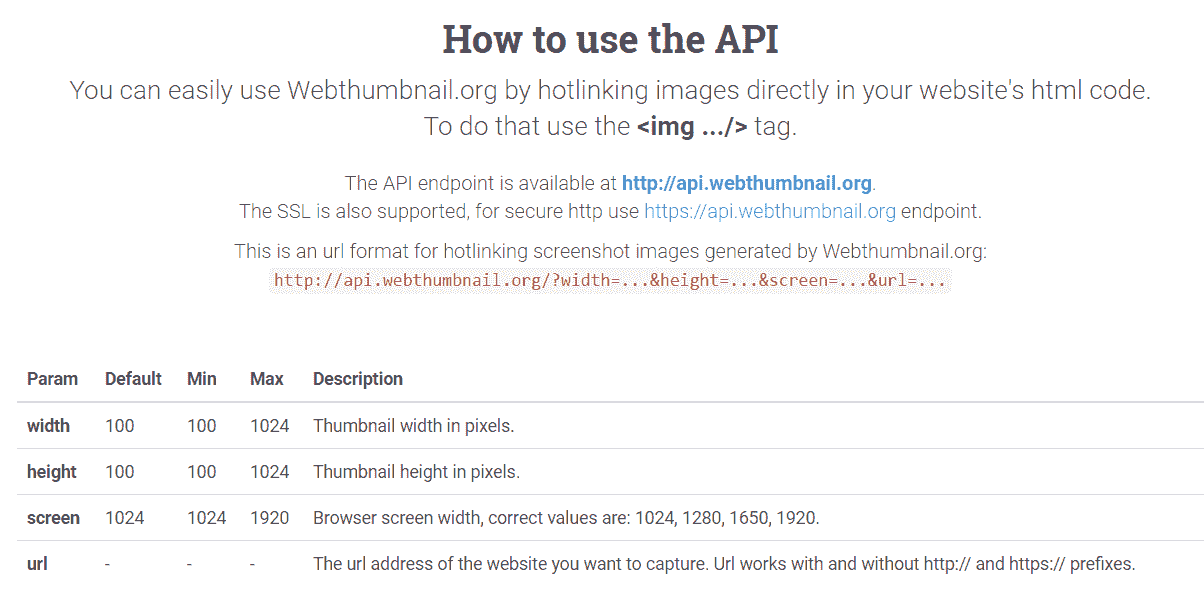 How to use the API
You can easily use Webthumbnail.org by hotlinking images directly in your website's html code.
To do that use the <img .../> tag.
The API endpoint is available at http://api.webthumbnail.org.
The SSL is also supported, for secure http use https://api.webthumbnail.org endpoint.
This is an url format for hotlinking screenshot images generated by Webthumbnail.org:
http://api.webthumbnail.org/?width=...&height=...&screen=...&url=...
Param Default Min Max Description
width 100 100 1024 Thumbnail width in pixels.
height 100 100 1024 Thumbnail height in pixels.
screen 1024 1024 1920 Browser screen width, correct values are: 1024, 1280, 1650, 1920.
url - - - The url address of the website you want to capture. Url works with and without http:// and https:// prefixes.